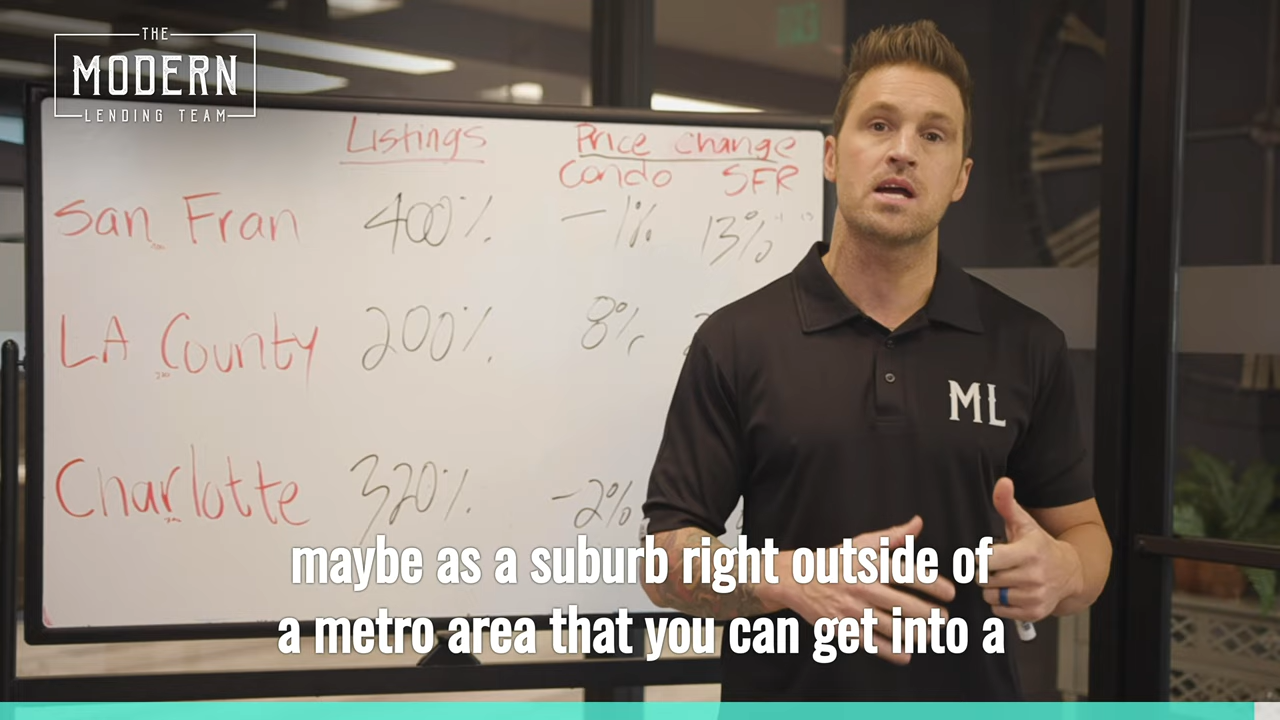 THE
MODERN
LENDING TEAM
Listings
Price change
Condo SFR
San Fran 400% -1% 13%
LA County 200% 8%
Charlotte 320% -2%
ML
maybe as a suburb right outside of
a metro area that you can get into a